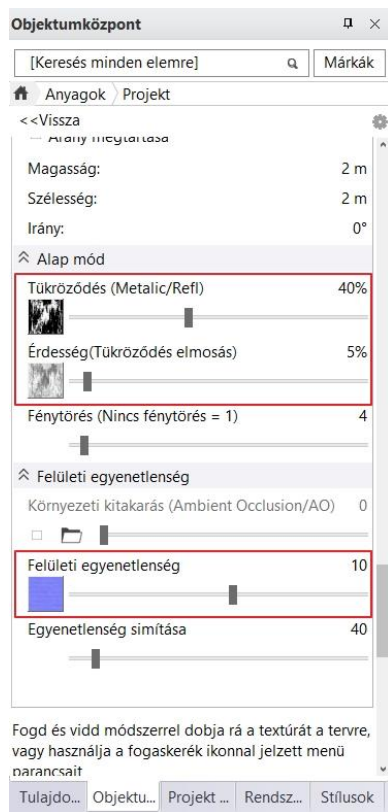 Objektumközpont
[Keresés minden elemre] Márkák
Anyagok Projekt
<<Vissza
Arány megtartása
Magasság: 2 m
Szélesség: 2 m
Irány: 0°
Alap mód
Tükröződés (Metalic/Refl) 40%
Érdesség(Tükröződés elmosás) 5%
Fénytörés (Nincs fénytörés = 1) 4
Felületi egyenetlenség
Környezeti kitakarás (Ambient Occlusion/AO) 0
Felületi egyenetlenség 10
Egyenetlenség simítása 40
Fogd és vidd módszerrel dobja rá a textúrát a tervre,
vagy használja a fogaskerék ikonnal jelzett menü
parancsait
Tulajdo... Objektu... Projekt ... Rendsz... Stílusok